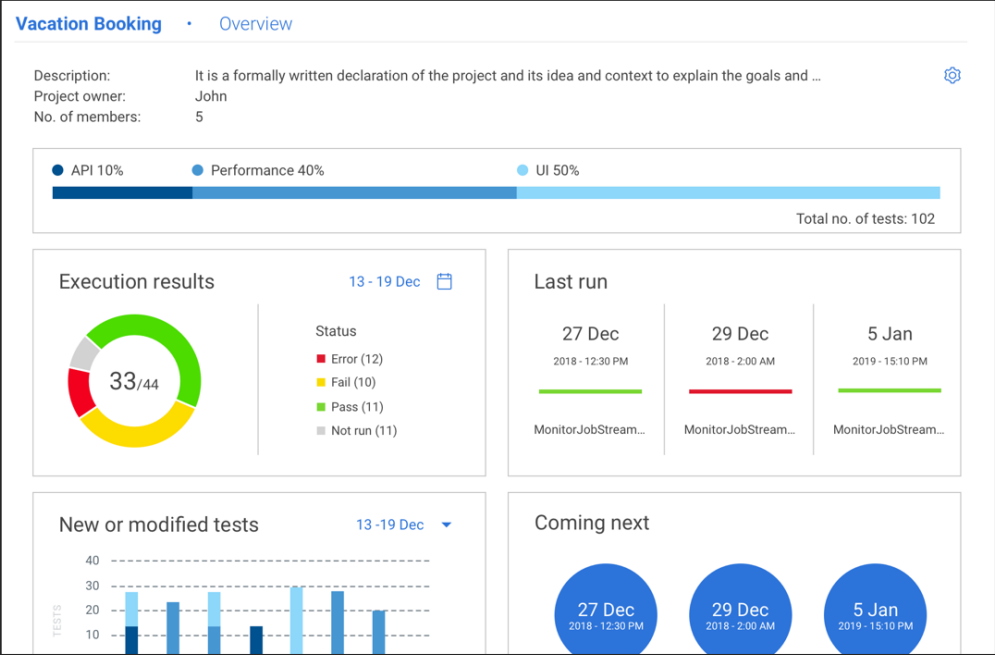 Vacation Booking • Overview
Description: It is a formally written declaration of the project and its idea and context to explain the goals and ...
Project owner: John
No. of members: 5
API 10% Performance 40% UI 50%
Total no. of tests: 102
Execution results 13 - 19 Dec
33/44
Status
Error (12)
Fail (10)
Pass (11)
Not run (11)
Last run
27 Dec 29 Dec 5 Jan
2018 - 12:30 PM 2018 - 2:00 AM 2019 - 15:10 PM
MonitorJobStream... MonitorJobStream... MonitorJobStream...
New or modified tests 13 -19 Dec
40
30
20
10
TESTS
Coming next
27 Dec 29 Dec 5 Jan
2018 - 12:30 PM 2018 - 2:00 AM 2019 - 15:10 PM